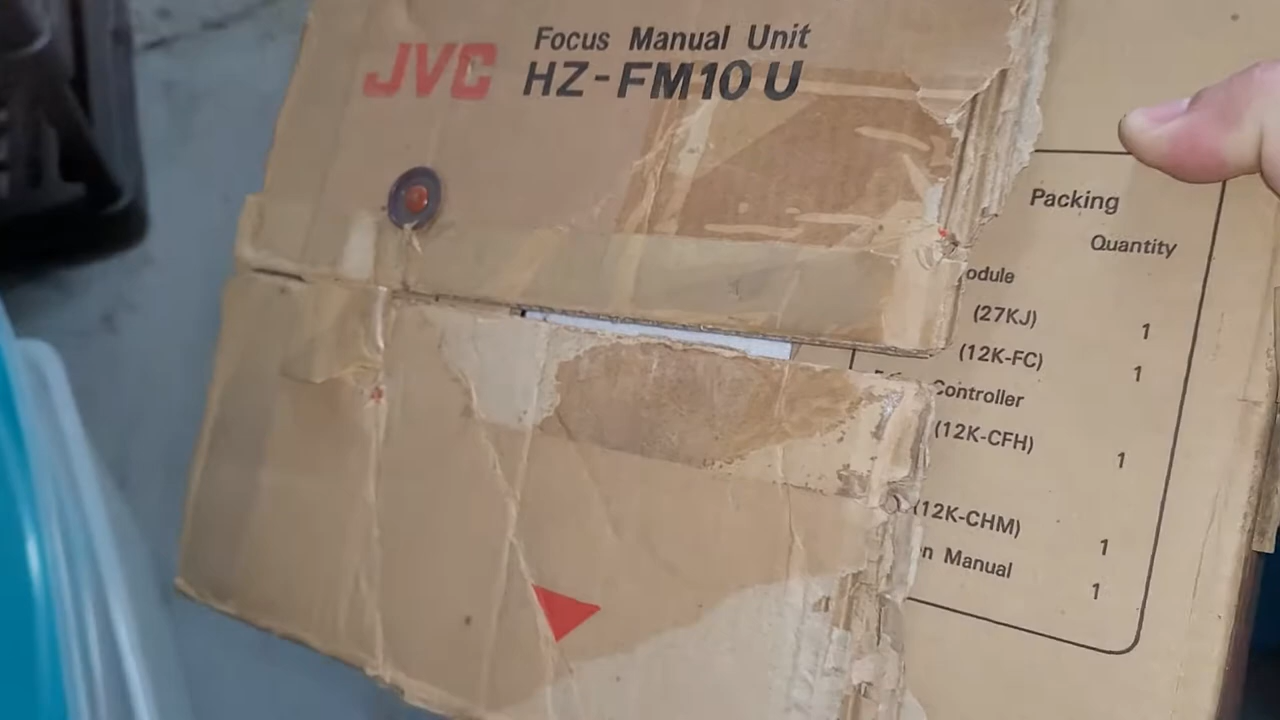 Focus Manual Unit
JVC HZ-FM10U
Packing
Quantity
odule
(27KJ) 1
(12K-FC) 1
Controller
(12K-CFH) 1
(12K-CHM) 1
n Manual 1